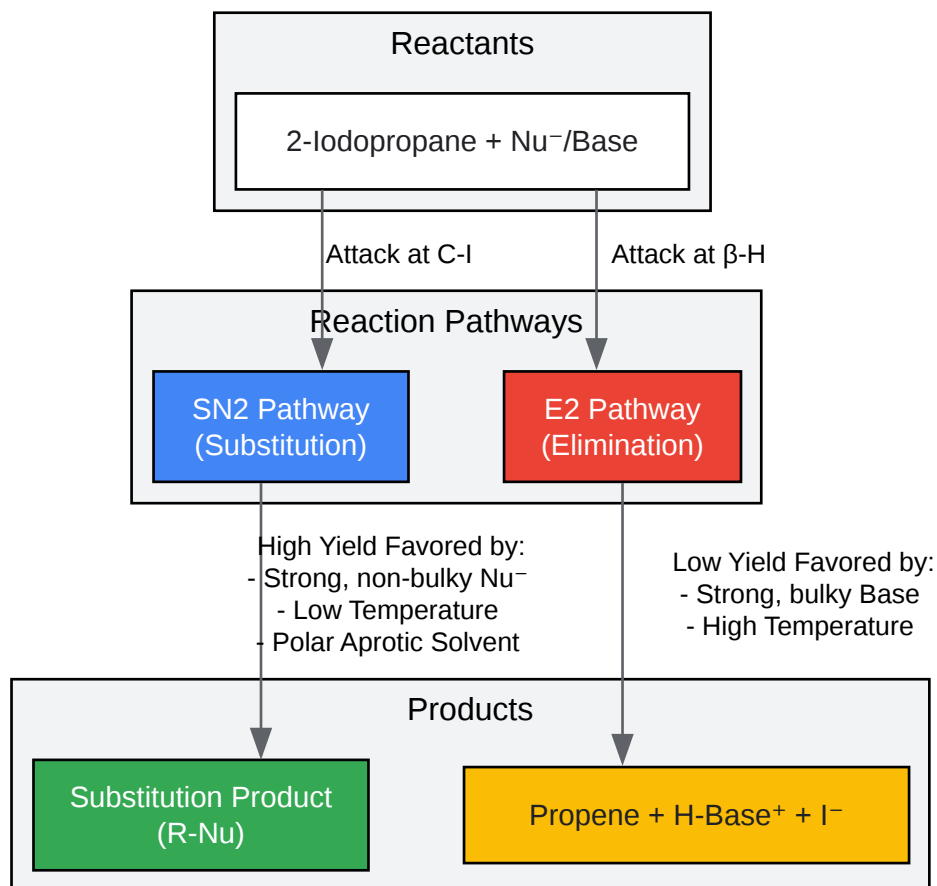 Reactants
2-Iodopropane + Nu⁻/Base
Attack at C-I
Attack at β-H
Reaction Pathways
SN2 Pathway
(Substitution)
E2 Pathway
(Elimination)
High Yield Favored by:
- Strong, non-bulky Nu⁻
- Low Temperature
- Polar Aprotic Solvent
Low Yield Favored by:
- Strong, bulky Base
- High Temperature
Products
Substitution Product
(R-Nu)
Propene + H-Base⁺ + I⁻